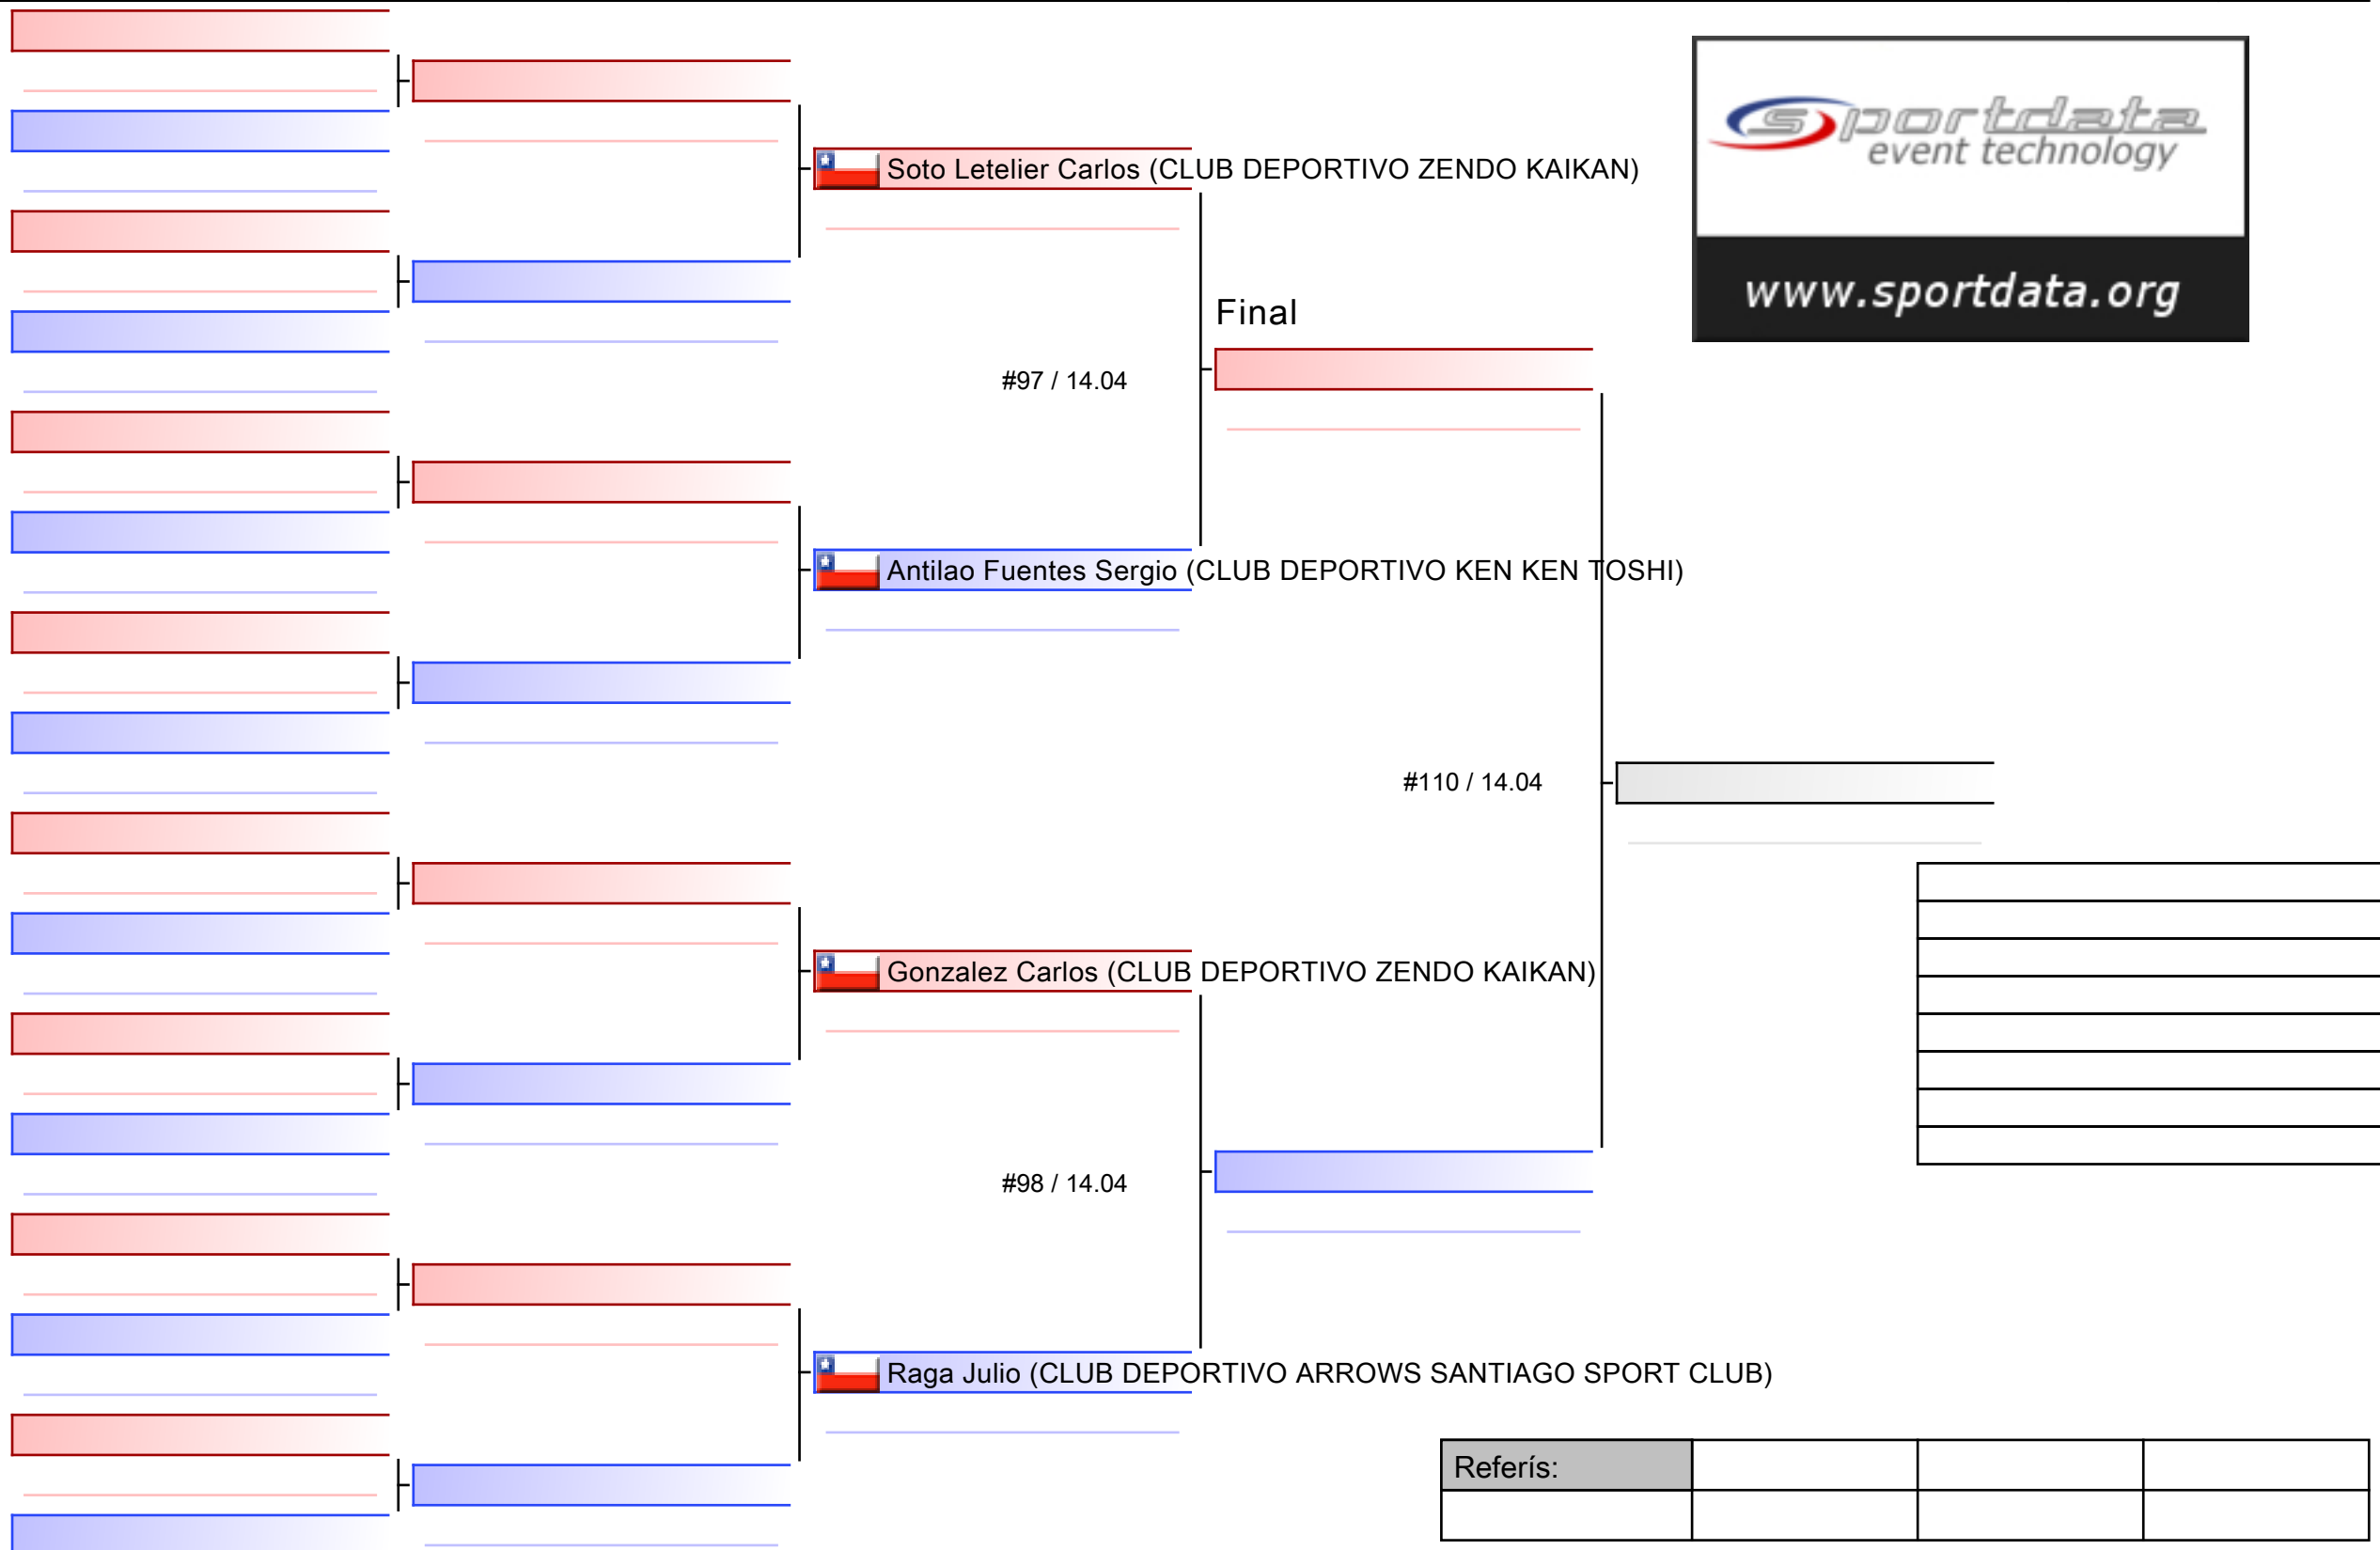 sportdata
event technology
www.sportdata.org
Soto Letelier Carlos (CLUB DEPORTIVO ZENDO KAIKAN)
Final
#97 / 14.04
Antilao Fuentes Sergio (CLUB DEPORTIVO KEN KEN TOSHI)
#110 / 14.04
Gonzalez Carlos (CLUB DEPORTIVO ZENDO KAIKAN)
#98 / 14.04
Raga Julio (CLUB DEPORTIVO ARROWS SANTIAGO SPORT CLUB)
Referís: